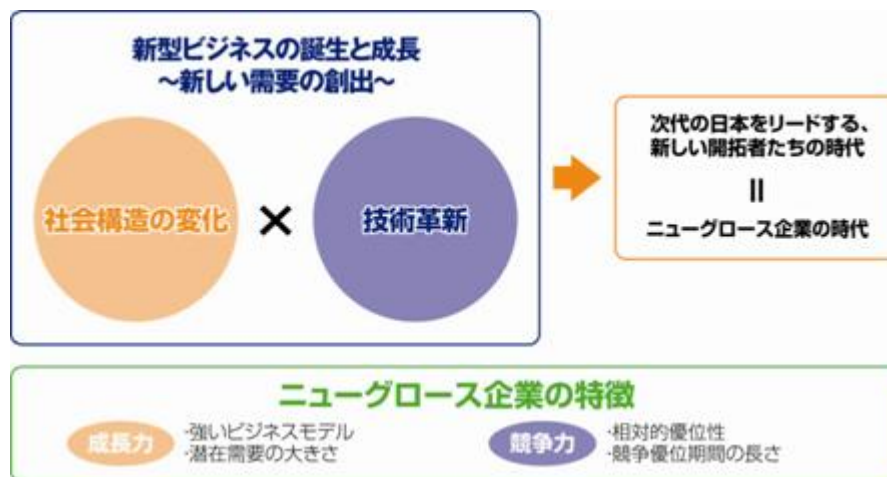 新型ビジネスの誕生と成長
～新しい需要の創出～
社会構造の変化
×
技術革新
次代の日本をリードする、
新しい開拓者たちの時代
＝
ニューグロース企業の時代
ニューグロース企業の特徴
成長力
・強いビジネスモデル
・潜在需要の大きさ
競争力
・相対的優位性
・競争優位期間の長さ